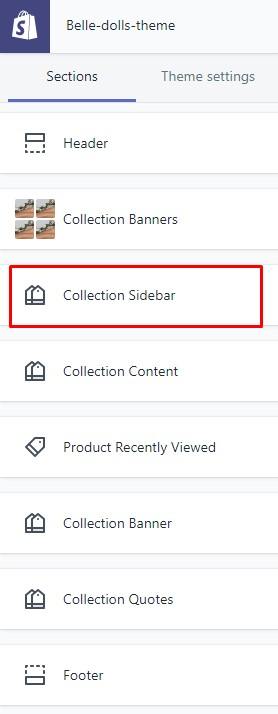 Belle-dolls-theme
Sections
Theme settings
Header
Collection Banners
Collection Sidebar
Collection Content
Product Recently Viewed
Collection Banner
Collection Quotes
Footer